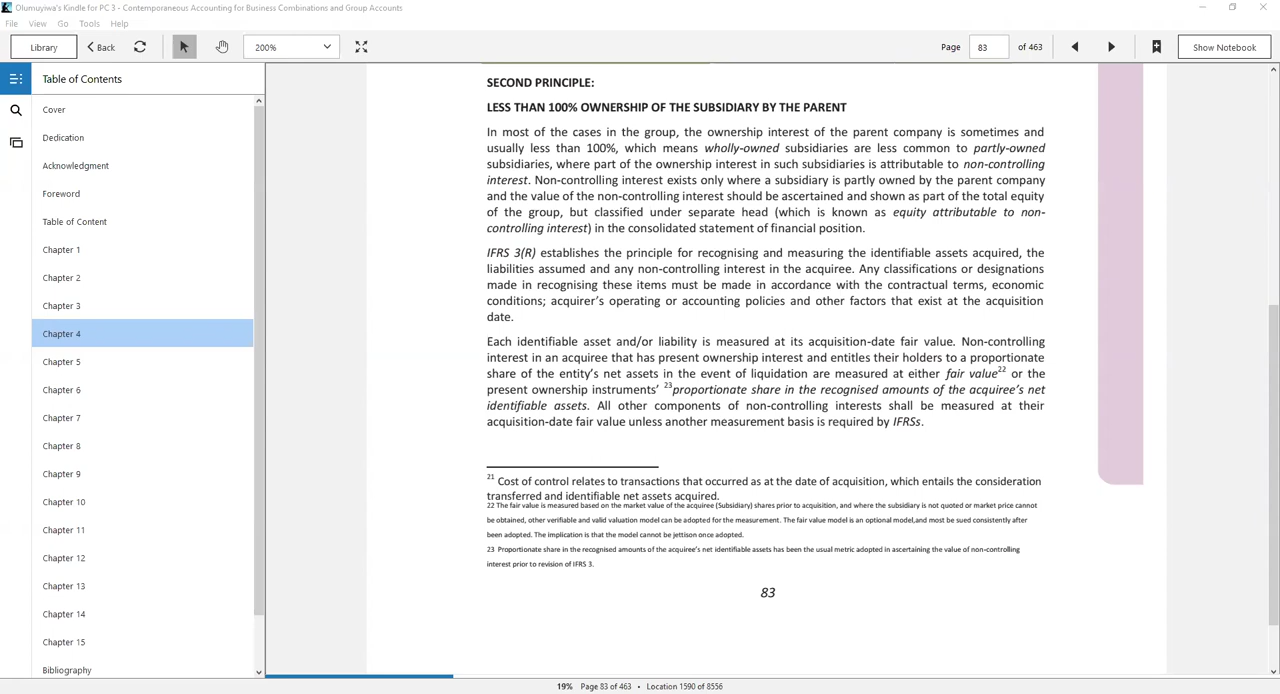 Olumuyiwa's Kindle for PC 3 - Contemporaneous Accounting for Business Combinations and Group Accounts
File View Go Tools Help
Library Back 200% Page 83 of 463 Show Notebook
Table of Contents
Cover
Dedication
Acknowledgment
Foreword
Table of Content
Chapter 1
Chapter 2
Chapter 3
Chapter 4
Chapter 5
Chapter 6
Chapter 7
Chapter 8
Chapter 9
Chapter 10
Chapter 11
Chapter 12
Chapter 13
Chapter 14
Chapter 15
Bibliography
SECOND PRINCIPLE:
LESS THAN 100% OWNERSHIP OF THE SUBSIDIARY BY THE PARENT
In most of the cases in the group, the ownership interest of the parent company is sometimes and
usually less than 100%, which means wholly-owned subsidiaries are less common to partly-owned
subsidiaries, where part of the ownership interest in such subsidiaries is attributable to non-controlling
interest. Non-controlling interest exists only where a subsidiary is partly owned by the parent company
and the value of the non-controlling interest should be ascertained and shown as part of the total equity
of the group, but classified under separate head (which is known as equity attributable to non-
controlling interest) in the consolidated statement of financial position.
IFRS 3(R) establishes the principle for recognising and measuring the identifiable assets acquired, the
liabilities assumed and any non-controlling interest in the acquiree. Any classifications or designations
made in recognising these items must be made in accordance with the contractual terms, economic
conditions; acquirer's operating or accounting policies and other factors that exist at the acquisition
date.
Each identifiable asset and/or liability is measured at its acquisition-date fair value. Non-controlling
interest in an acquiree that has present ownership interest and entitles their holders to a proportionate
share of the entity's net assets in the event of liquidation are measured at either fair value22 or the
present ownership instruments' 23proportionate share in the recognised amounts of the acquiree's net
identifiable assets. All other components of non-controlling interests shall be measured at their
acquisition-date fair value unless another measurement basis is required by IFRSs.
21 Cost of control relates to transactions that occurred as at the date of acquisition, which entails the consideration
transferred and identifiable net assets acquired.
22 The fair value is measured based on the market value of the acquiree (Subsidiary) shares prior to acquisition, and where the subsidiary is not quoted or market price cannot
be obtained, other verifiable and valid valuation model can be adopted for the measurement. The fair value model is an optional model,and most be sued consistently after
been adopted. The implication is that the model cannot be jettison once adopted.
23 Proportionate share in the recognised amounts of the acquiree's net identifiable assets has been the usual metric adopted in ascertaining the value of non-controlling
interest prior to revision of IFRS 3.
83
19% Page 83 of 463 • Location 1590 of 8556